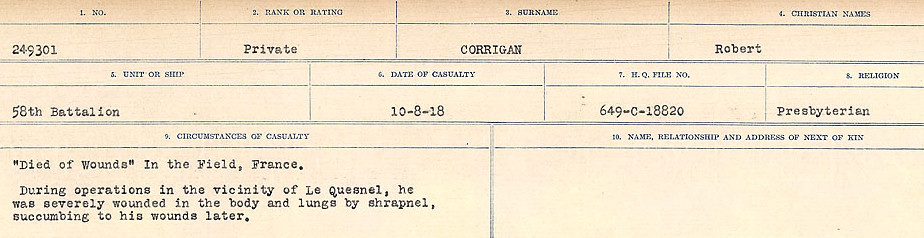 1. NO. 2. RANK OR RATING 3. SURNAME 4. CHRISTIAN NAMES
249301 Private CORRIGAN Robert
5. UNIT OR SHIP 6. DATE OF CASUALTY 7. H.Q. FILE NO. 8. RELIGION
58th Battalion 10-8-18 649-C-18820 Presbyterian
9. CIRCUMSTANCES OF CASUALTY 10. NAME, RELATIONSHIP AND ADDRESS OF NEXT OF KIN
"Died of Wounds" In the Field, France.
During operations in the vicinity of Le Quesnel, he
was severely wounded in the body and lungs by shrapnel,
succumbing to his wounds later.